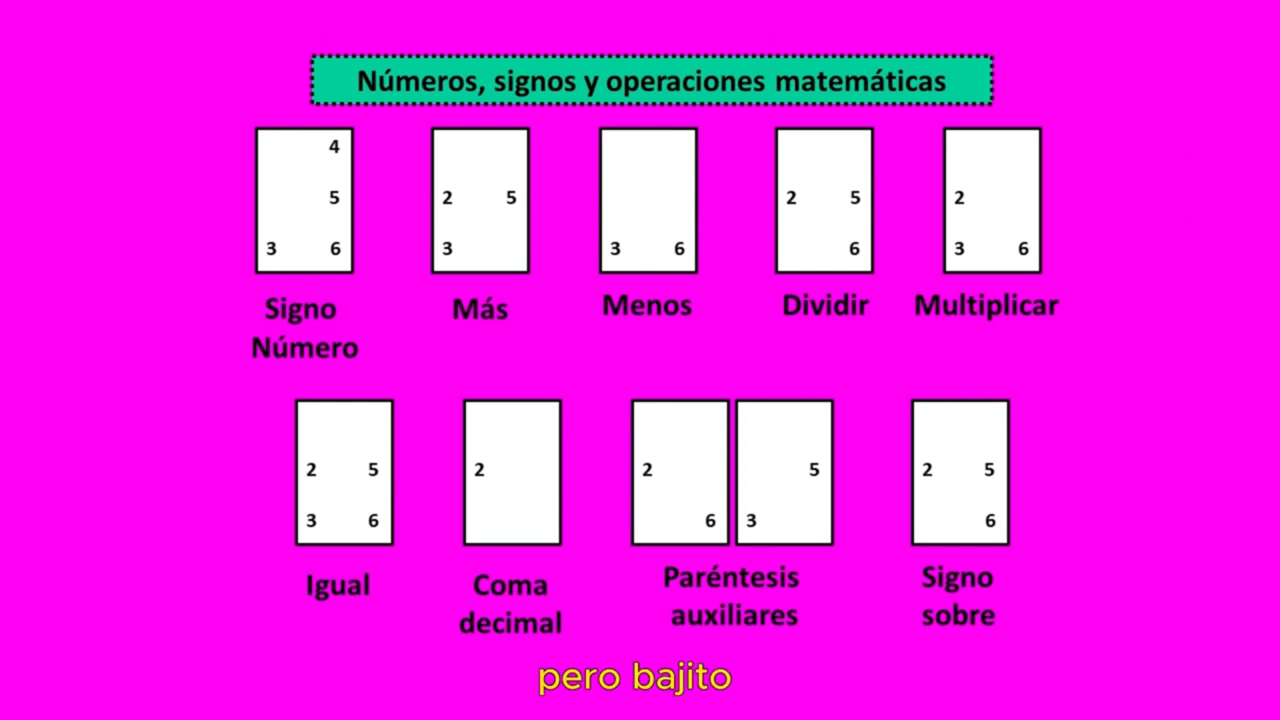 Números, signos y operaciones matemáticas
4
5
3 6
2 5
3
3 6
2 5
6
2
3 6
Signo
Número
Más
Menos
Dividir
Multiplicar
2 5
3 6
2
2
6
5
3
2 5
6
Igual
Coma
decimal
Paréntesis
auxiliares
Signo
sobre
pero bajito